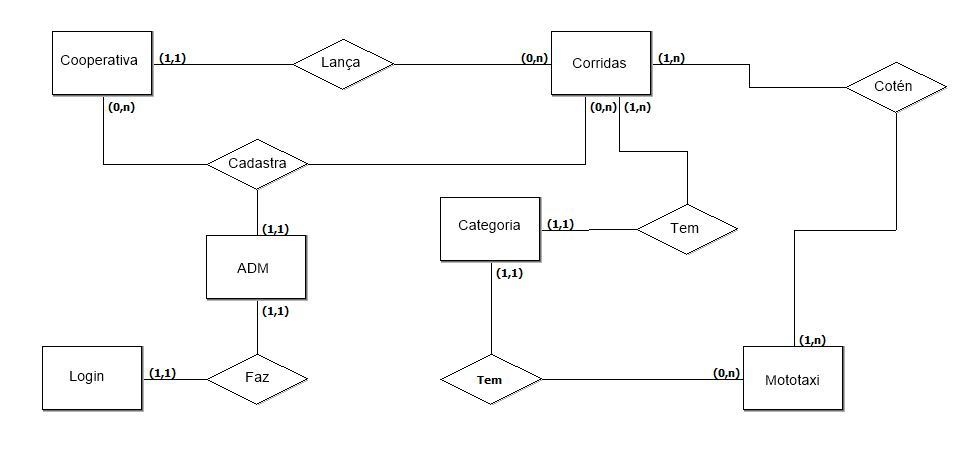 Cooperativa
(1,1)
Lança
(0,n)
Corridas
(1,n)
Cotén
(0,n)
(0,n)
(1,n)
Cadastra
Categoria
(1,1)
Tem
(1,1)
ADM
(1,1)
(1,1)
(1,n)
Login
(1,1)
Faz
Tem
(0,n)
Mototaxi